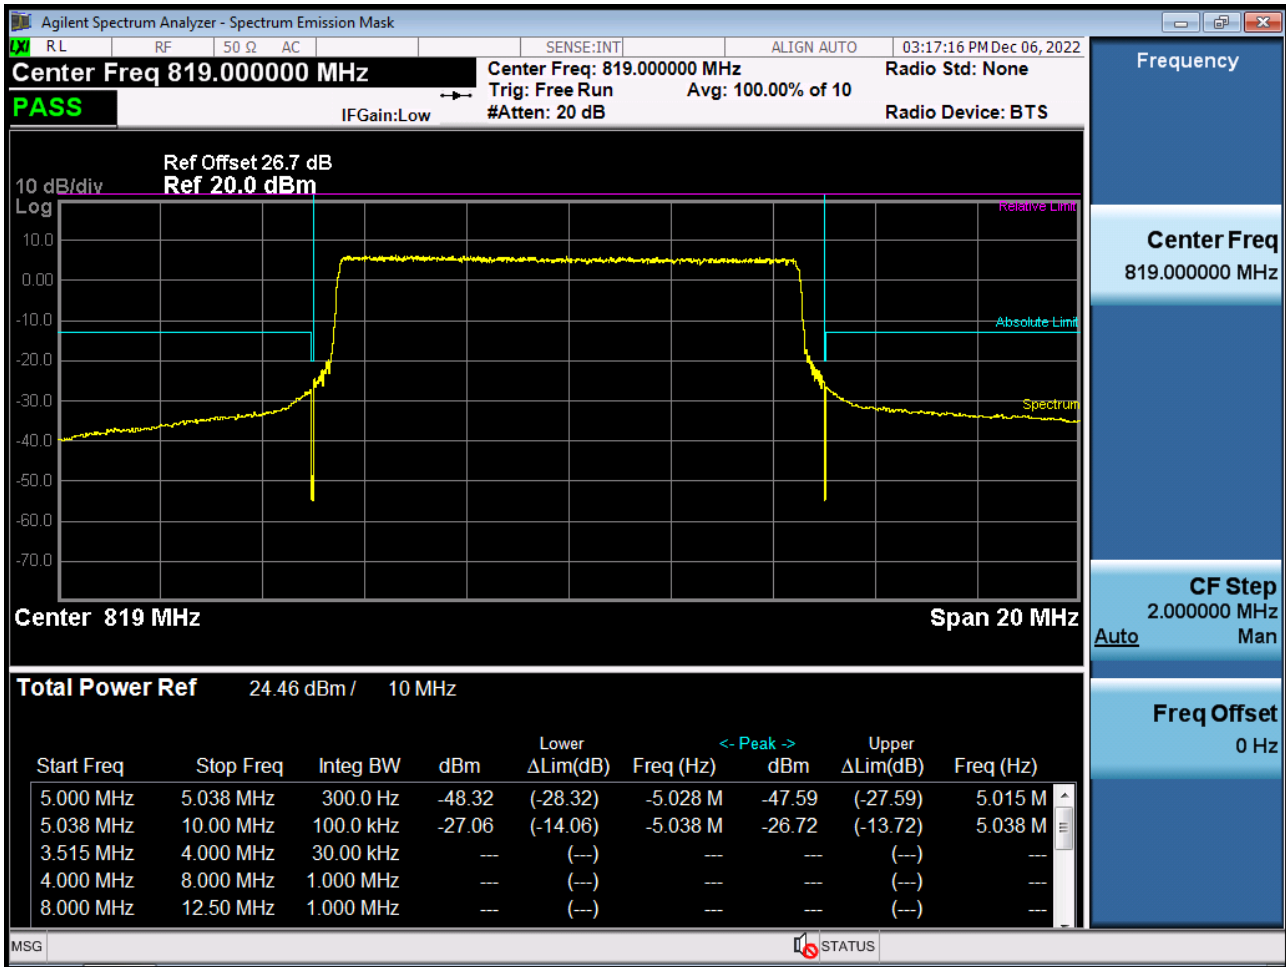 Agilent Spectrum Analyzer - Spectrum Emission Mask
LXI RL RF 50 Ω AC SENSE:INT ALIGN AUTO 03:17:16 PM Dec 06, 2022
Center Freq 819.000000 MHz
Center Freq: 819.000000 MHz Radio Std: None
Trig: Free Run Avg: 100.00% of 10
PASS
IFGain:Low #Atten: 20 dB Radio Device: BTS
Ref Offset 26.7 dB
10 dB/div Ref 20.0 dBm
Log
Relative Limit
10.0
0.00
-10.0
Absolute Limit
-20.0
-30.0
Spectrum
-40.0
-50.0
-60.0
-70.0
Center 819 MHz Span 20 MHz
Total Power Ref 24.46 dBm / 10 MHz
Lower <- Peak -> Upper
Start Freq Stop Freq Integ BW dBm ΔLim(dB) Freq (Hz) dBm ΔLim(dB) Freq (Hz)
5.000 MHz 5.038 MHz 300.0 Hz -48.32 (-28.32) -5.028 M -47.59 (-27.59) 5.015 M
5.038 MHz 10.00 MHz 100.0 kHz -27.06 (-14.06) -5.038 M -26.72 (-13.72) 5.038 M
3.515 MHz 4.000 MHz 30.00 kHz --- (---) --- --- (---) ---
4.000 MHz 8.000 MHz 1.000 MHz --- (---) --- --- (---) ---
8.000 MHz 12.50 MHz 1.000 MHz --- (---) --- --- (---) ---
MSG STATUS
Frequency
Center Freq
819.000000 MHz
CF Step
2.000000 MHz
Auto Man
Freq Offset
0 Hz